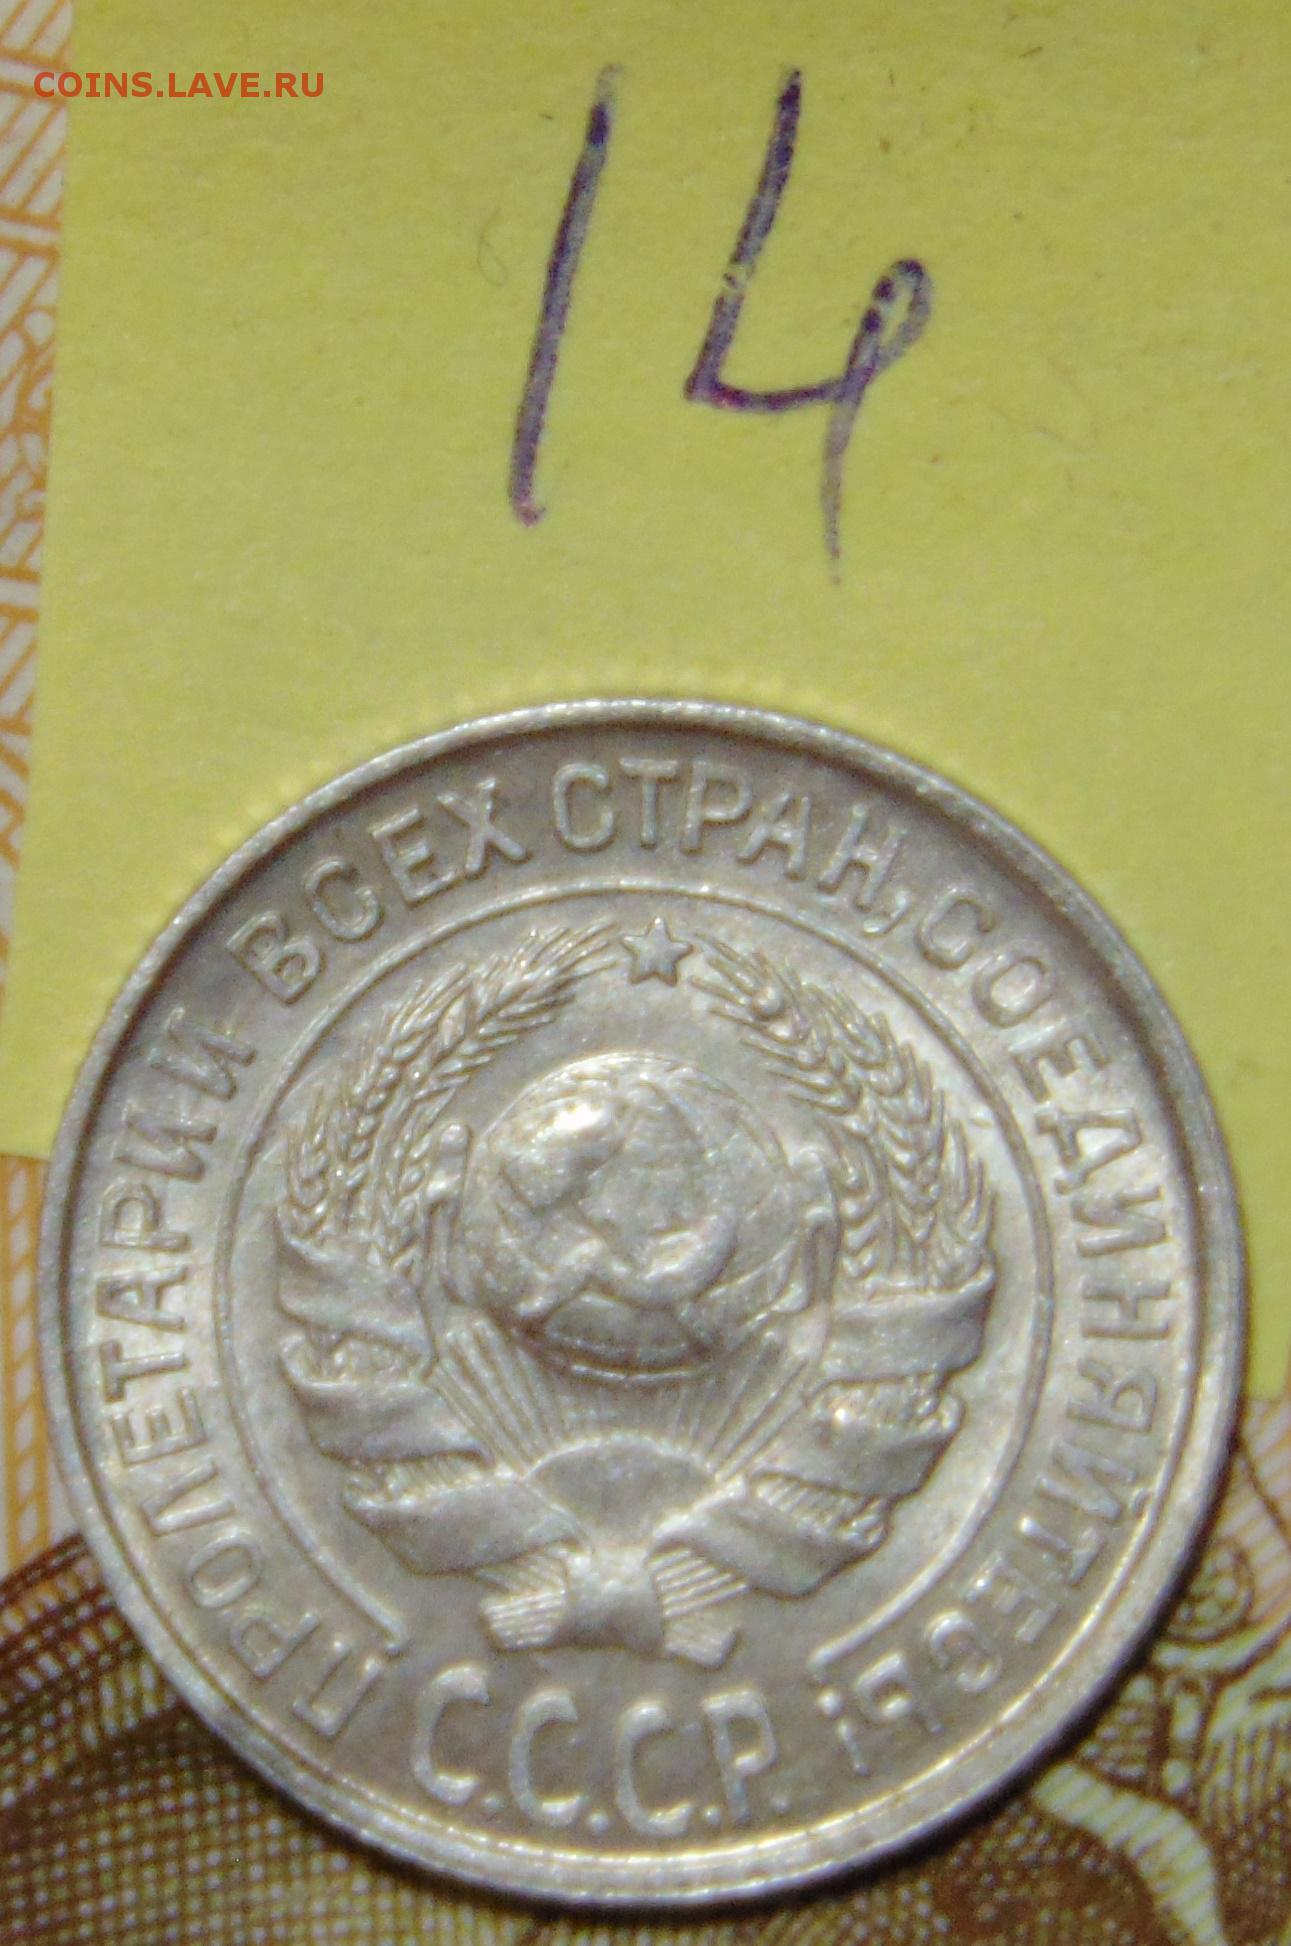 COINS.LAVE.RU
14
ПРОЛЕТАРИИ ВСЕХ СТРАН, СОЕДИНЯЙТЕСЬ!
С.С.С.Р.